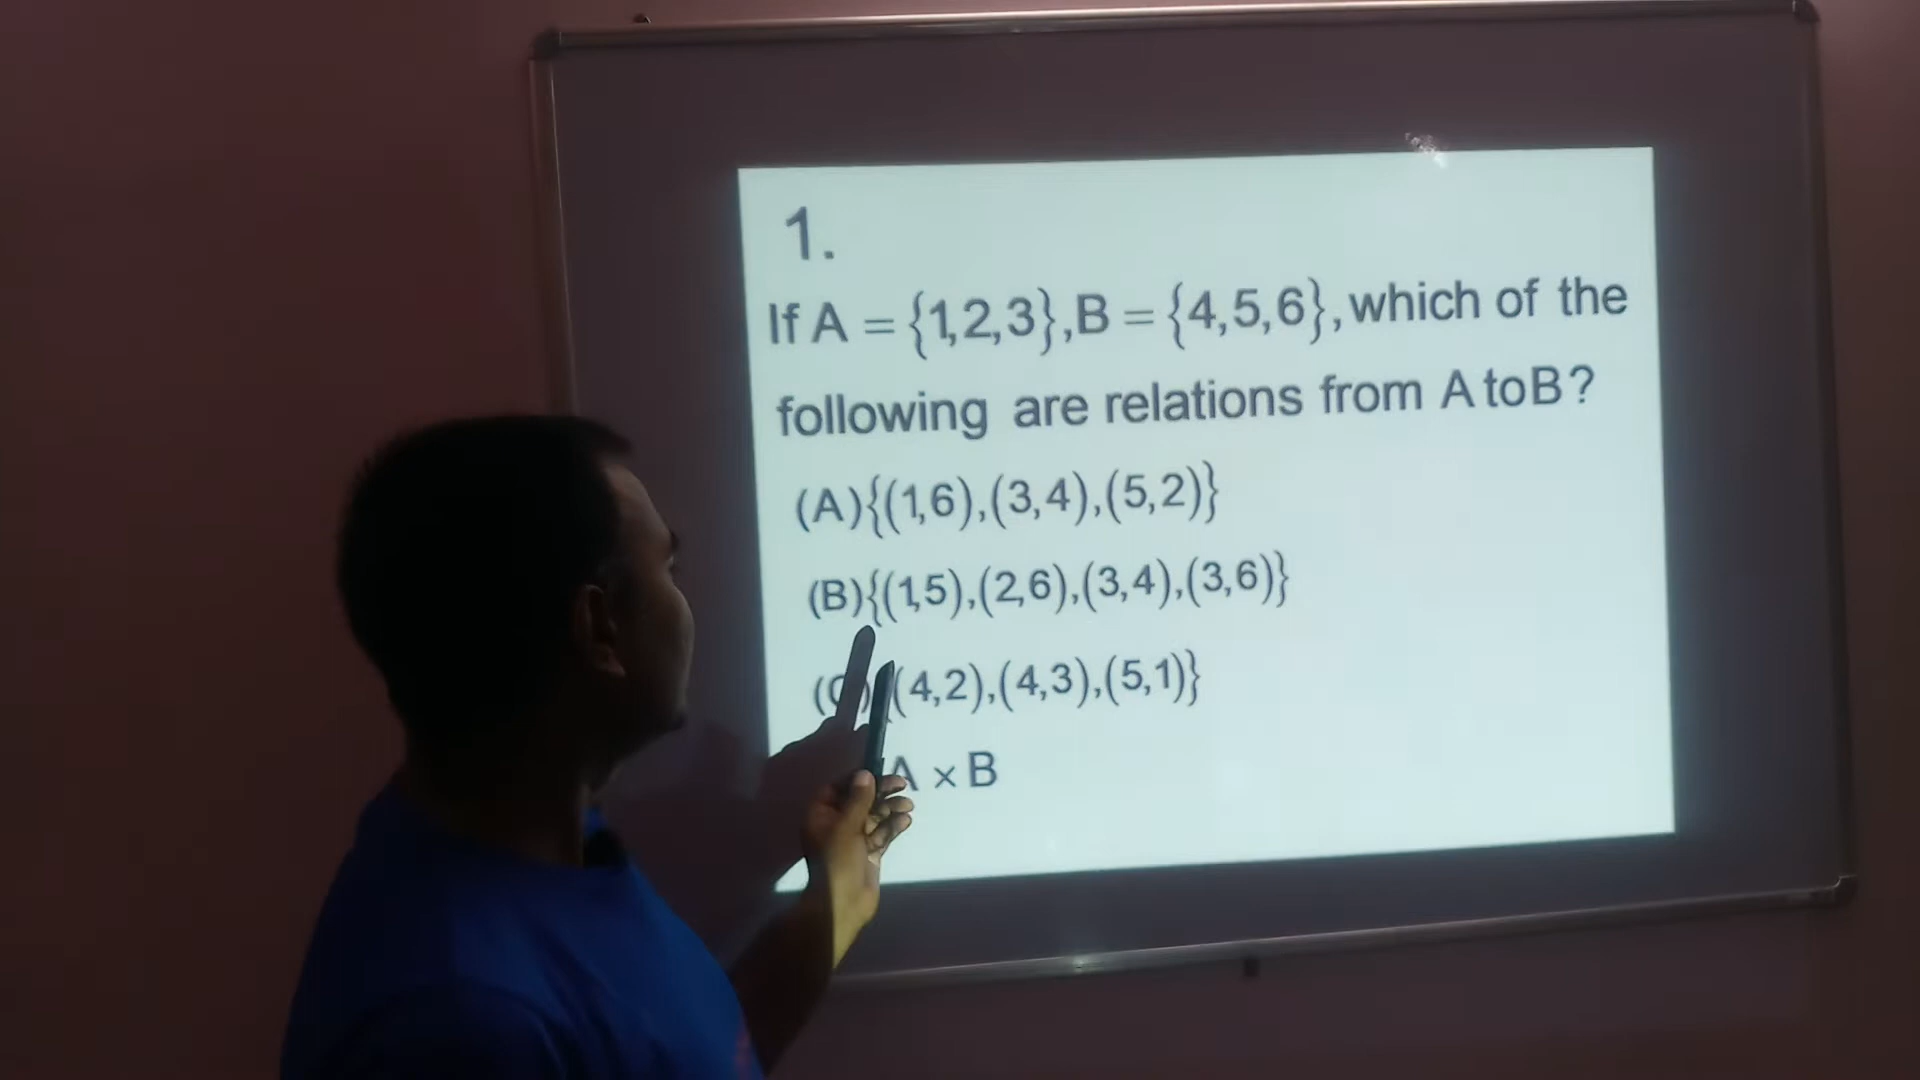 1.
If A = {1,2,3},B = {4,5,6}, which of the
following are relations from A to B?
(A){(1,6),(3,4),(5,2)}
(B){(1,5),(2,6),(3,4),(3,6)}
(C){(4,2),(4,3),(5,1)}
A × B